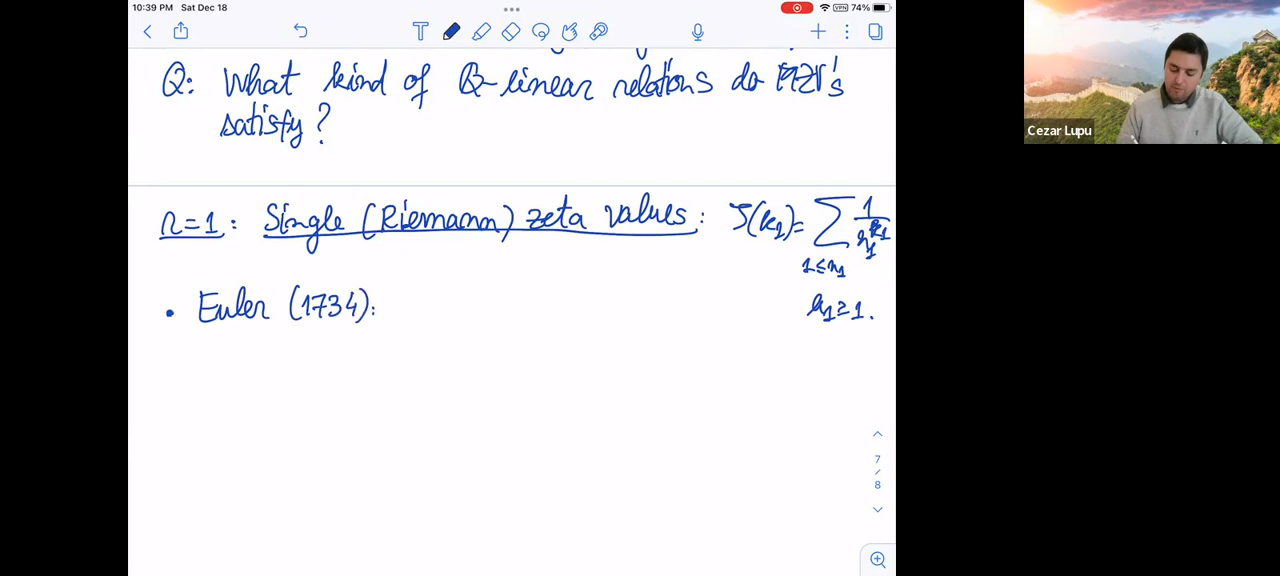 10:39 PM Sat Dec 18
VPN 74%
T
Q: What kind of Q-linear relations do MZV's
satisfy?
n=1: Single (Riemann) zeta values: ζ(k₁)= ∑ 1/n₁^k₁
1≤n₁
• Euler (1734):
k₁≥1.
7
/
8
Cezar Lupu